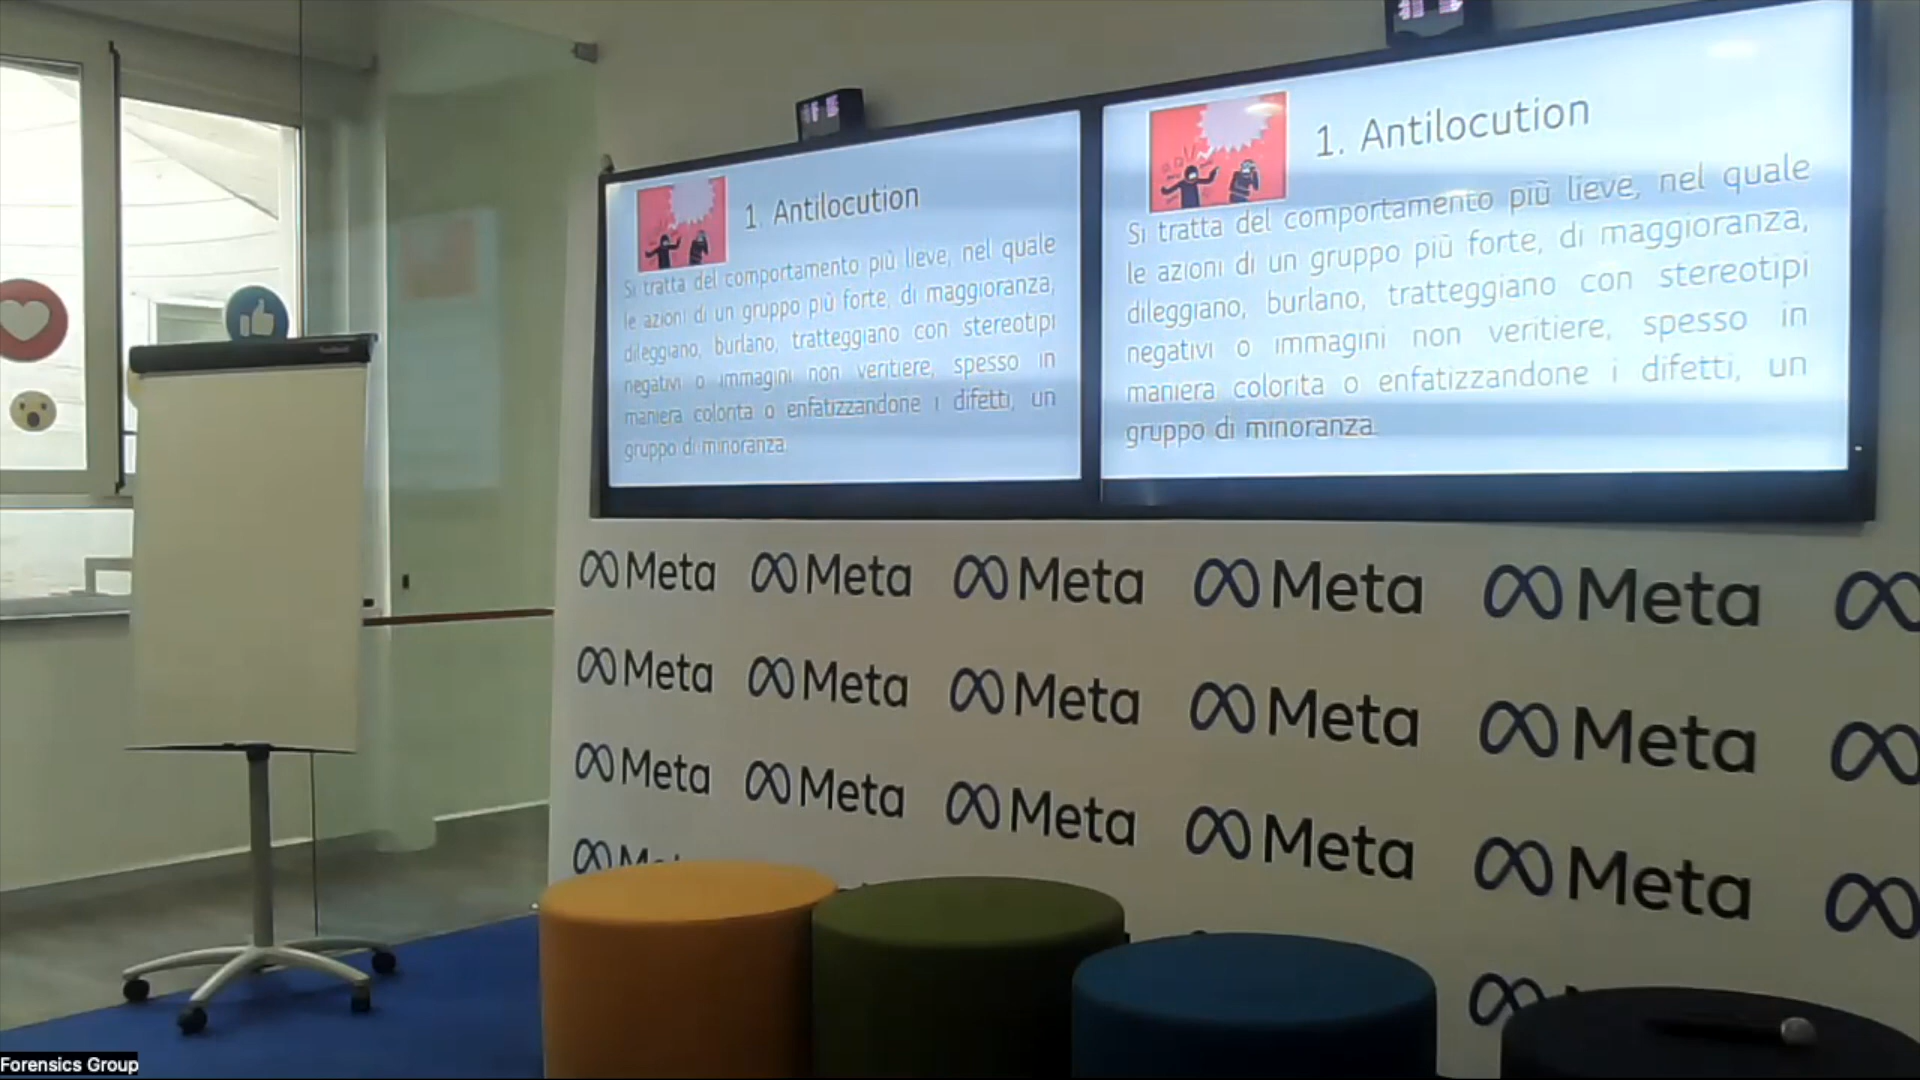 1. Antilocution
Si tratta del comportamento più lieve, nel quale
le azioni di un gruppo più forte, di maggioranza,
dileggiano, burlano, tratteggiano con stereotipi
negativi o immagini non veritiere, spesso in
maniera colorita o enfatizzandone i difetti, un
gruppo di minoranza.
1. Antilocution
Si tratta del comportamento più lieve, nel quale
le azioni di un gruppo più forte, di maggioranza,
dileggiano, burlano, tratteggiano con stereotipi
negativi o immagini non veritiere, spesso in
maniera colorita o enfatizzandone i difetti, un
gruppo di minoranza
Meta Meta Meta Meta Meta
Meta Meta Meta Meta Meta
Meta Meta Meta Meta Meta
Forensics Group